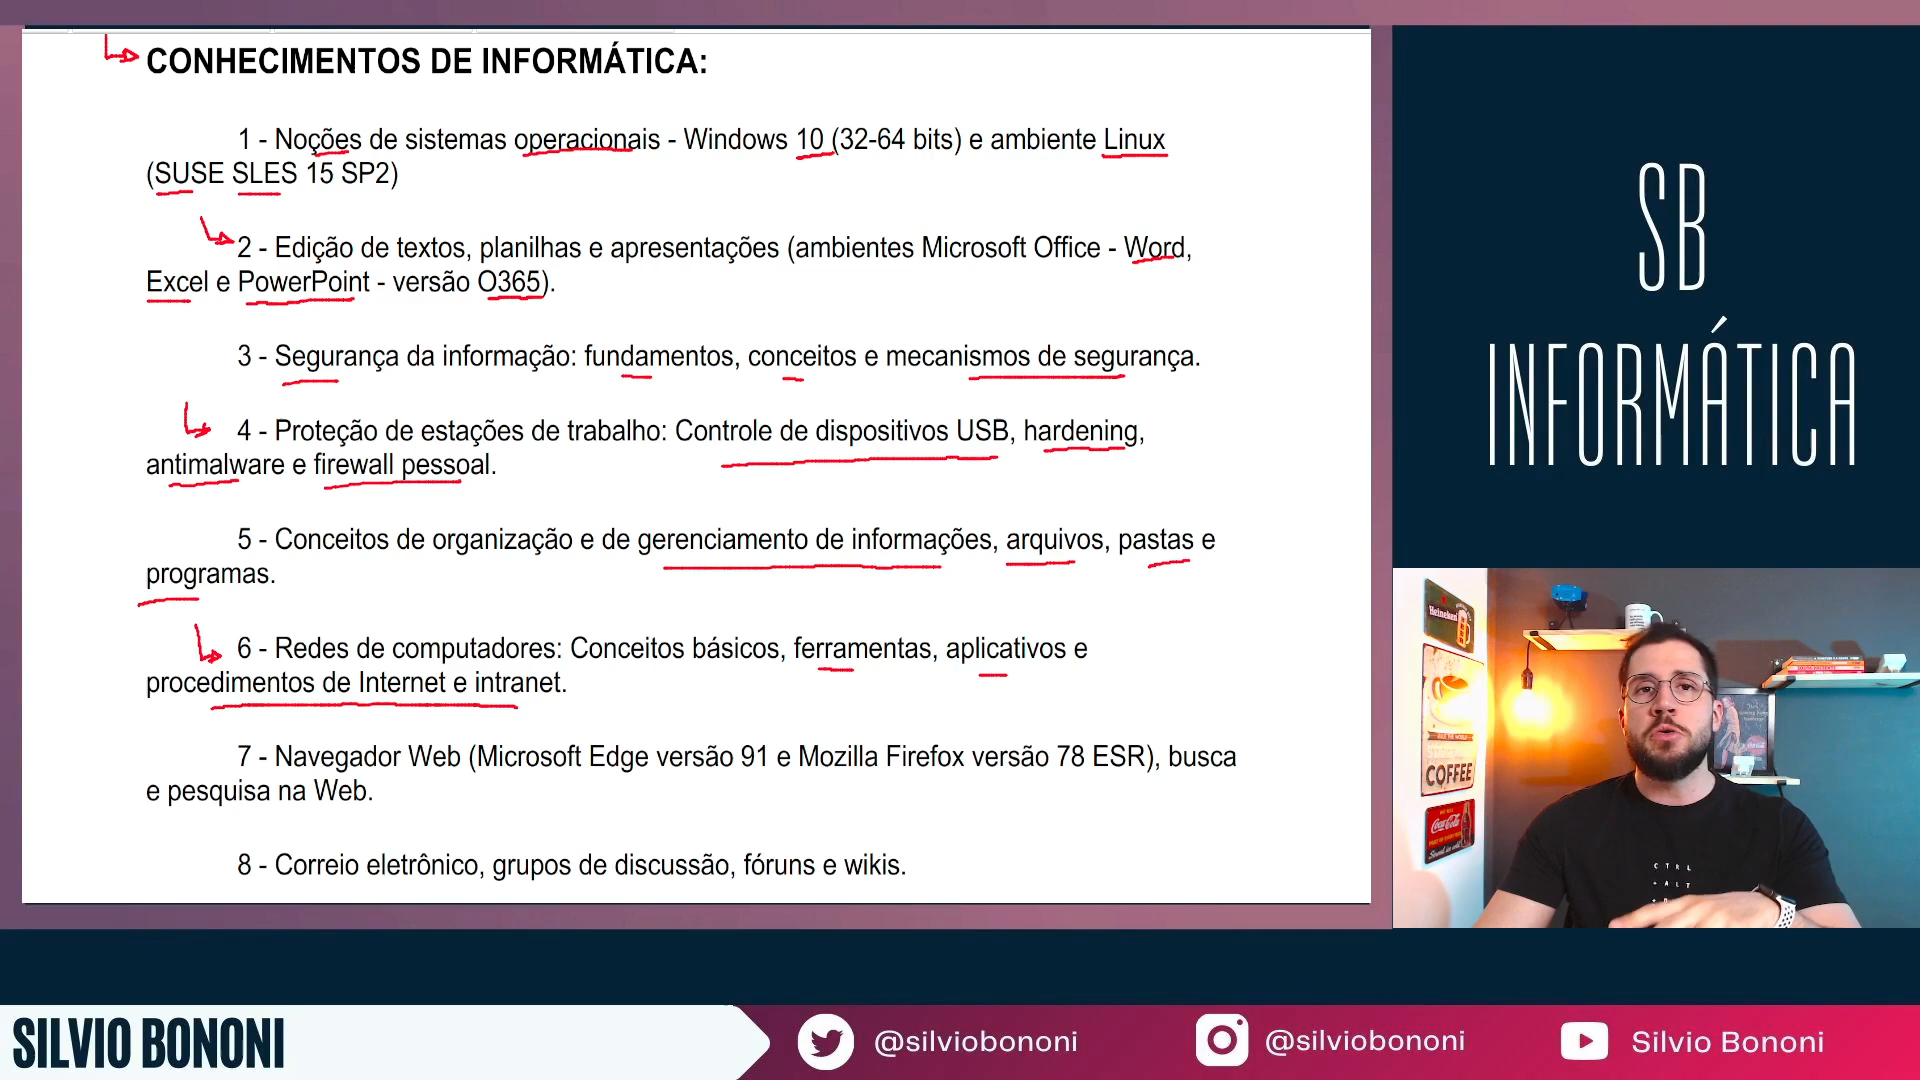 CONHECIMENTOS DE INFORMÁTICA:
1 - Noções de sistemas operacionais - Windows 10 (32-64 bits) e ambiente Linux
(SUSE SLES 15 SP2)
2 - Edição de textos, planilhas e apresentações (ambientes Microsoft Office - Word,
Excel e PowerPoint - versão O365).
3 - Segurança da informação: fundamentos, conceitos e mecanismos de segurança.
4 - Proteção de estações de trabalho: Controle de dispositivos USB, hardening,
antimalware e firewall pessoal.
5 - Conceitos de organização e de gerenciamento de informações, arquivos, pastas e
programas.
6 - Redes de computadores: Conceitos básicos, ferramentas, aplicativos e
procedimentos de Internet e intranet.
7 - Navegador Web (Microsoft Edge versão 91 e Mozilla Firefox versão 78 ESR), busca
e pesquisa na Web.
8 - Correio eletrônico, grupos de discussão, fóruns e wikis.
SB
INFORMÁTICA
Heineken
COFFEE
Coca-Cola
CTRL
+ ALT
SILVIO BONONI
@silviobononi
@silviobononi
Silvio Bononi